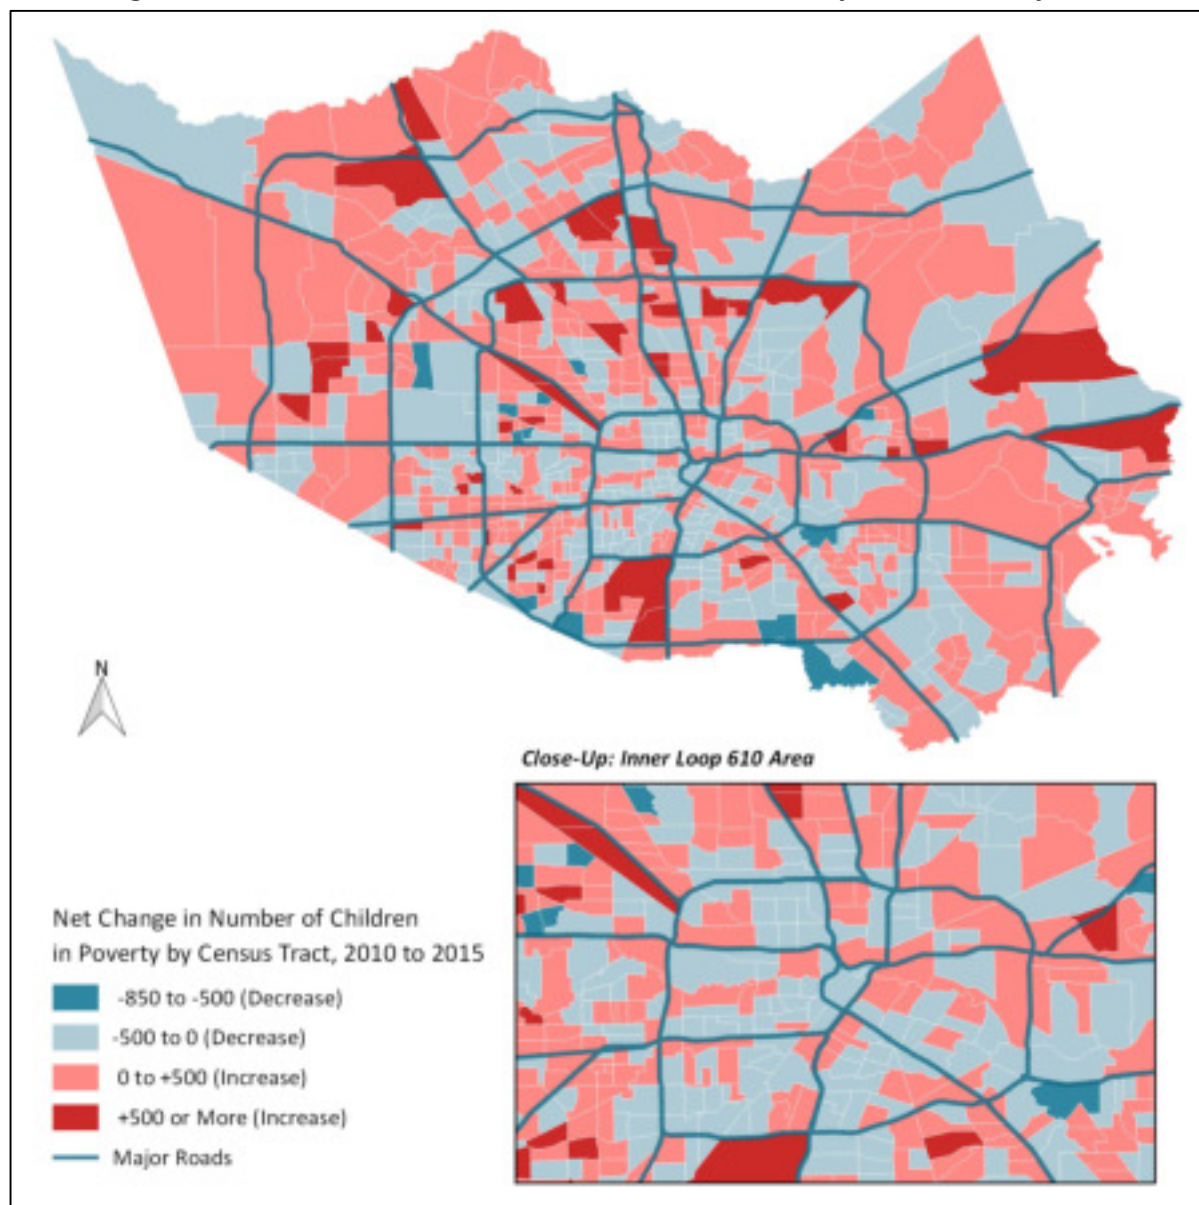 N
Close-Up: Inner Loop 610 Area
Net Change in Number of Children
in Poverty by Census Tract, 2010 to 2015
-850 to -500 (Decrease)
-500 to 0 (Decrease)
0 to +500 (Increase)
+500 or More (Increase)
Major Roads